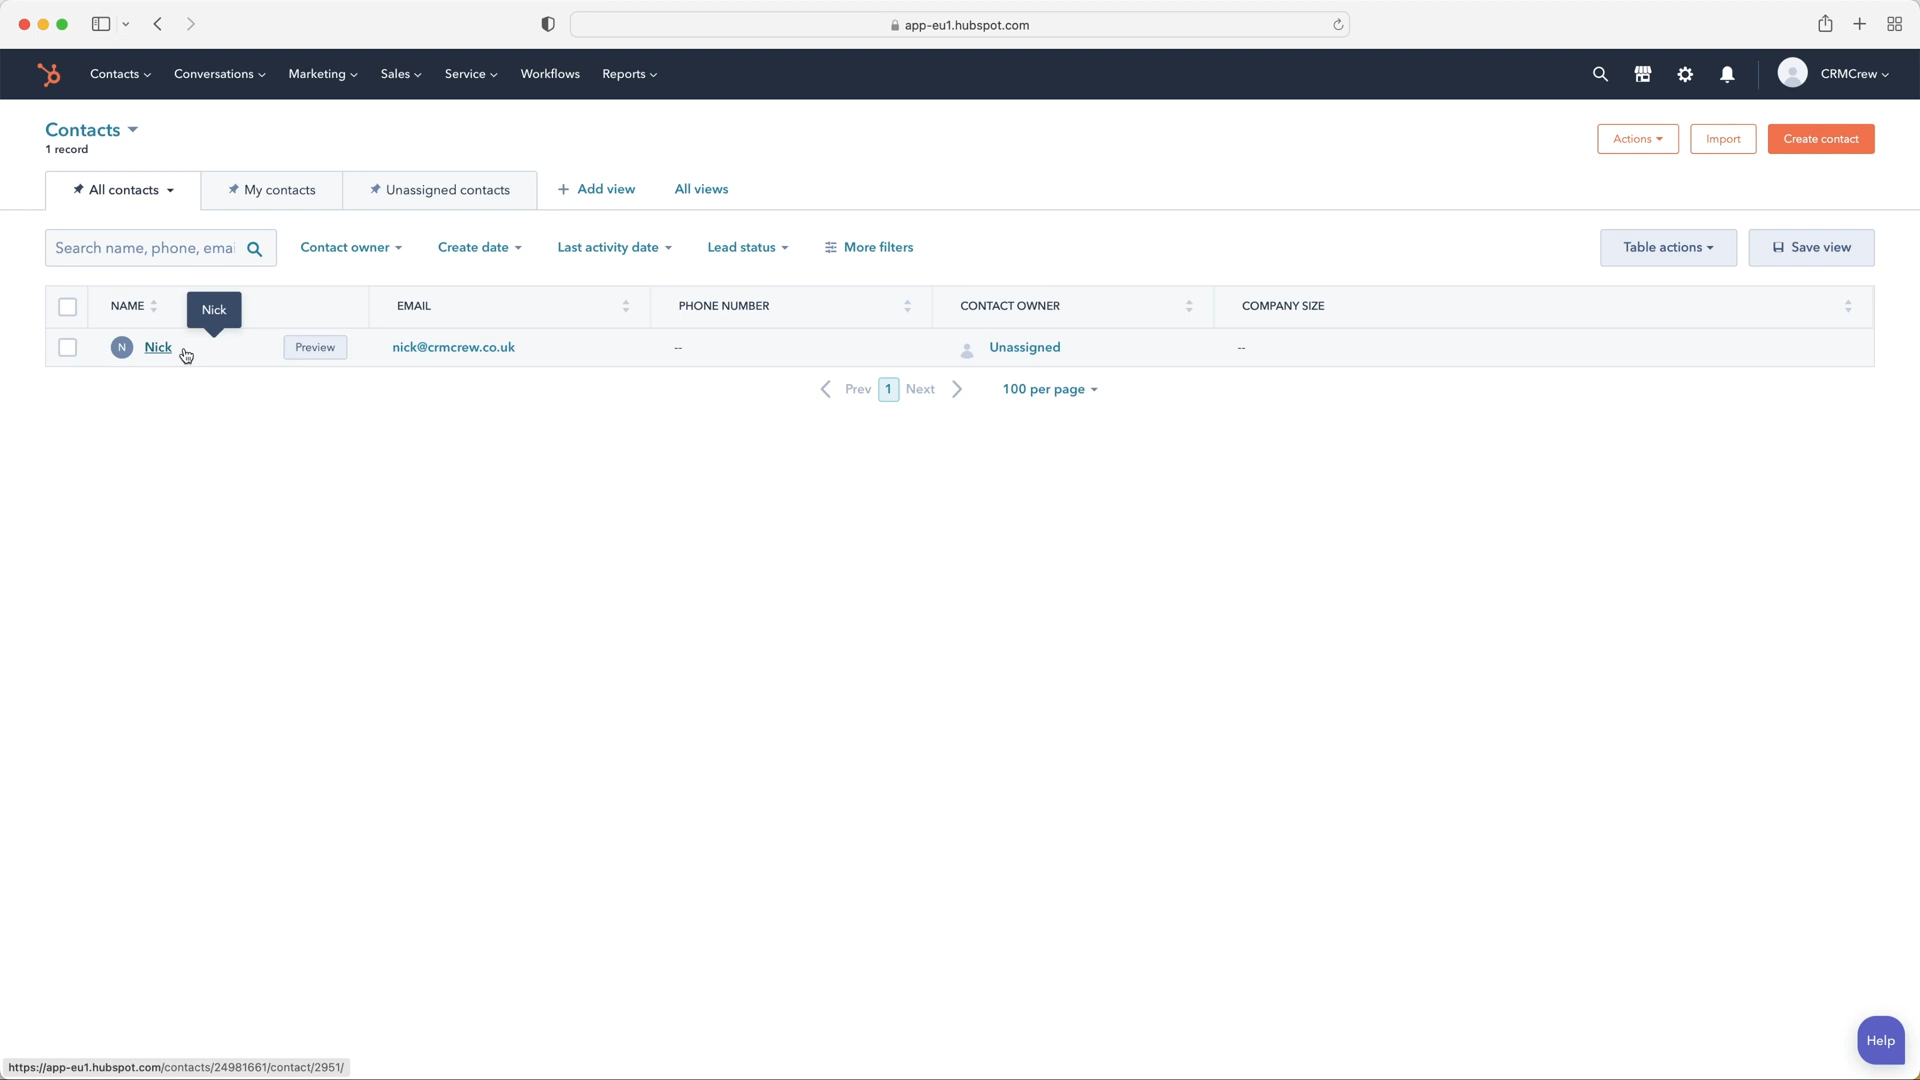 app-eu1.hubspot.com
Contacts Conversations Marketing Sales Service Workflows Reports CRMCrew
Contacts
1 record
Actions Import Create contact
All contacts My contacts Unassigned contacts + Add view All views
Search name, phone, emai Contact owner Create date Last activity date Lead status More filters Table actions Save view
NAME EMAIL PHONE NUMBER CONTACT OWNER COMPANY SIZE
Nick
N Nick Preview nick@crmcrew.co.uk -- Unassigned --
Prev 1 Next 100 per page
Help
https://app-eu1.hubspot.com/contacts/24981661/contact/2951/